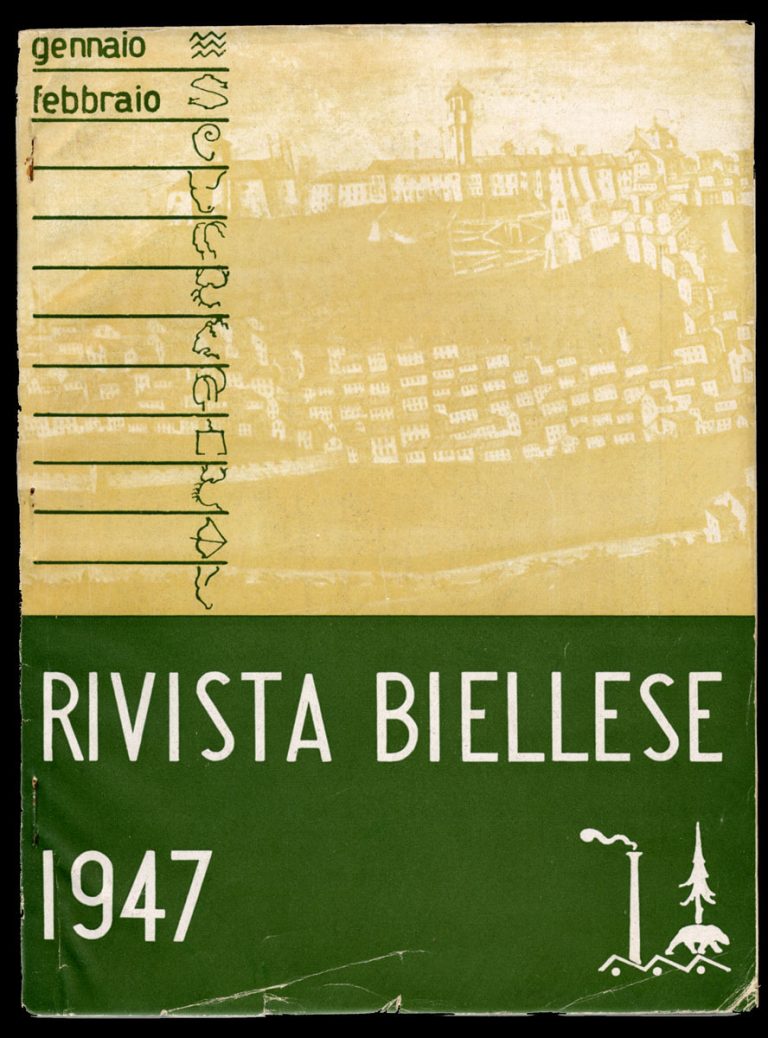 gennaio
febbraio
RIVISTA BIELLESE
1947